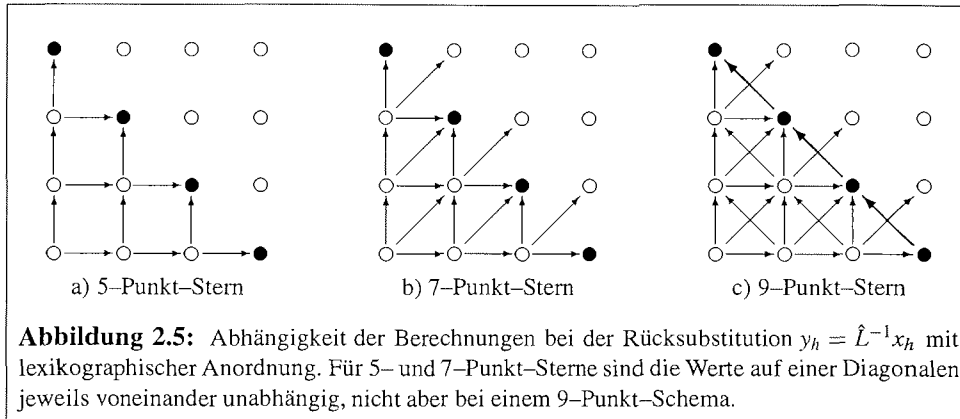 a) 5–Punkt–Stern
b) 7–Punkt–Stern
c) 9–Punkt–Stern
Abbildung 2.5: Abhängigkeit der Berechnungen bei der Rücksubstitution $y_h = \hat{L}^{-1} x_h$ mit
lexikographischer Anordnung. Für 5– und 7–Punkt–Sterne sind die Werte auf einer Diagonalen
jeweils voneinander unabhängig, nicht aber bei einem 9–Punkt–Schema.